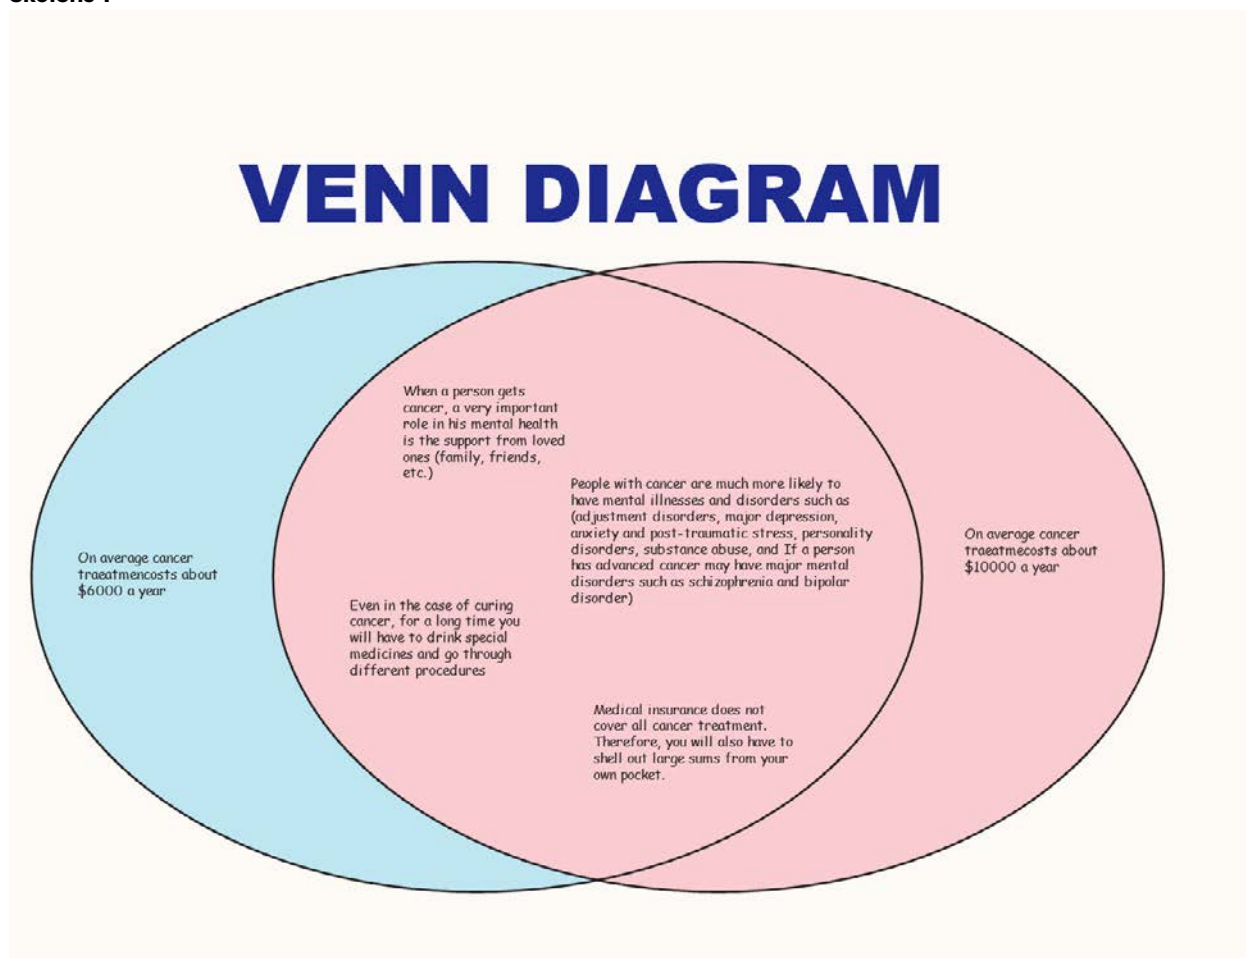 VENN DIAGRAM
When a person gets
cancer, a very important
role in his mental health
is the support from loved
ones (family, friends,
etc.)
People with cancer are much more likely to
have mental illnesses and disorders such as
(adjustment disorders, major depression,
anxiety and post-traumatic stress, personality
disorders, substance abuse, and If a person
has advanced cancer may have major mental
disorders such as schizophrenia and bipolar
disorder)
On average cancer
traeatmecosts about
$10000 a year
On average cancer
traeatmencosts about
$6000 a year
Even in the case of curing
cancer, for a long time you
will have to drink special
medicines and go through
different procedures
Medical insurance does not
cover all cancer treatment.
Therefore, you will also have to
shell out large sums from your
own pocket.